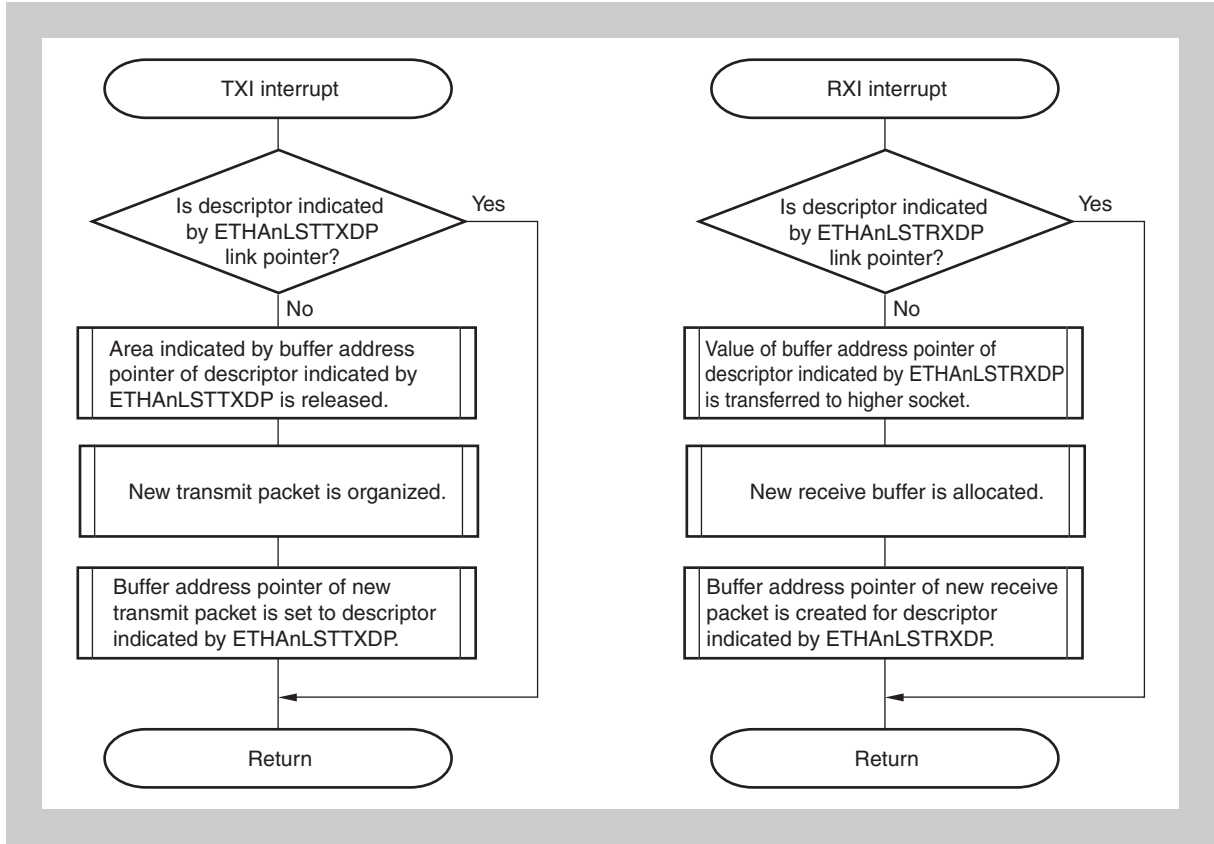 TXI interrupt
Is descriptor indicated
by ETHAnLSTTXDP
link pointer?
Yes
No
Area indicated by buffer address
pointer of descriptor indicated by
ETHAnLSTTXDP is released.
New transmit packet is organized.
Buffer address pointer of new
transmit packet is set to descriptor
indicated by ETHAnLSTTXDP.
Return
RXI interrupt
Is descriptor indicated
by ETHAnLSTRXDP
link pointer?
Yes
No
Value of buffer address pointer of
descriptor indicated by ETHAnLSTRXDP
is transferred to higher socket.
New receive buffer is allocated.
Buffer address pointer of new receive
packet is created for descriptor
indicated by ETHAnLSTRXDP.
Return